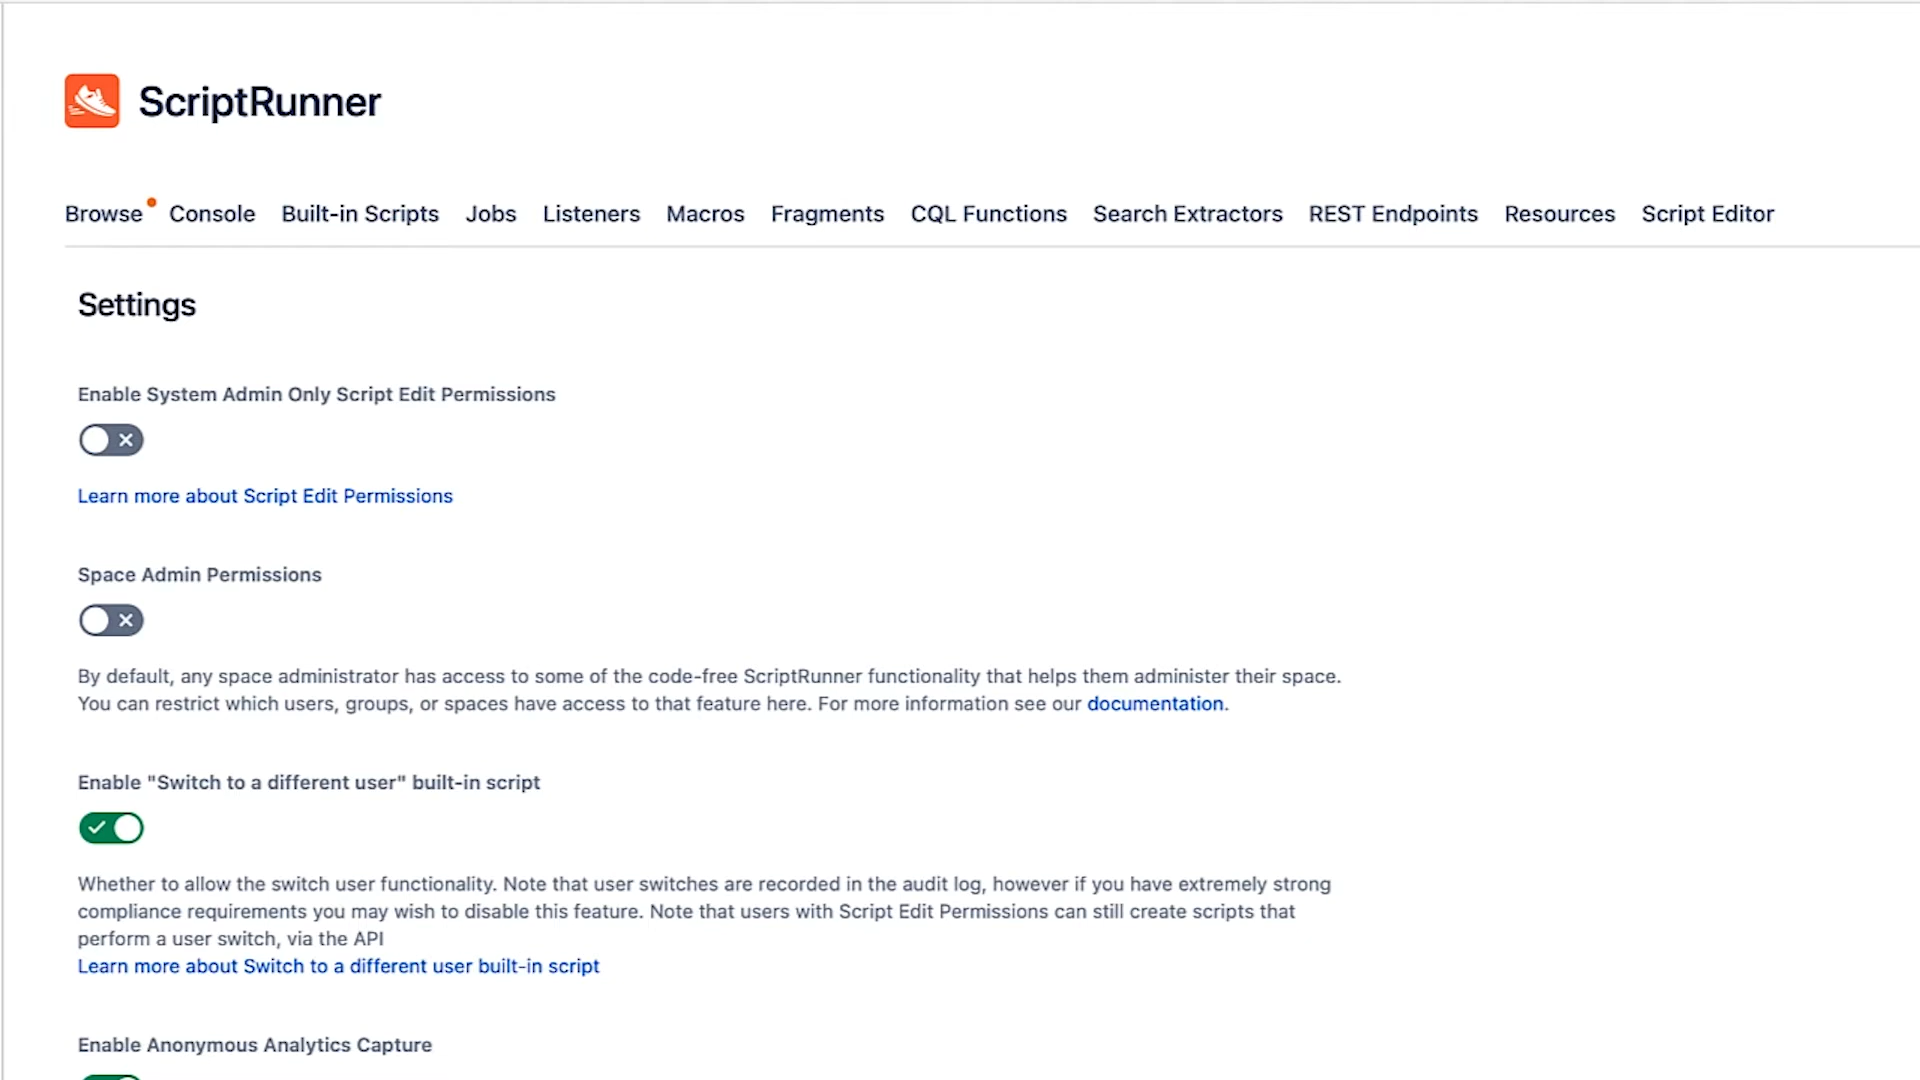 ScriptRunner
Browse Console Built-in Scripts Jobs Listeners Macros Fragments CQL Functions Search Extractors REST Endpoints Resources Script Editor
Settings
Enable System Admin Only Script Edit Permissions
Learn more about Script Edit Permissions
Space Admin Permissions
By default, any space administrator has access to some of the code-free ScriptRunner functionality that helps them administer their space.
You can restrict which users, groups, or spaces have access to that feature here. For more information see our documentation.
Enable "Switch to a different user" built-in script
Whether to allow the switch user functionality. Note that user switches are recorded in the audit log, however if you have extremely strong
compliance requirements you may wish to disable this feature. Note that users with Script Edit Permissions can still create scripts that
perform a user switch, via the API
Learn more about Switch to a different user built-in script
Enable Anonymous Analytics Capture